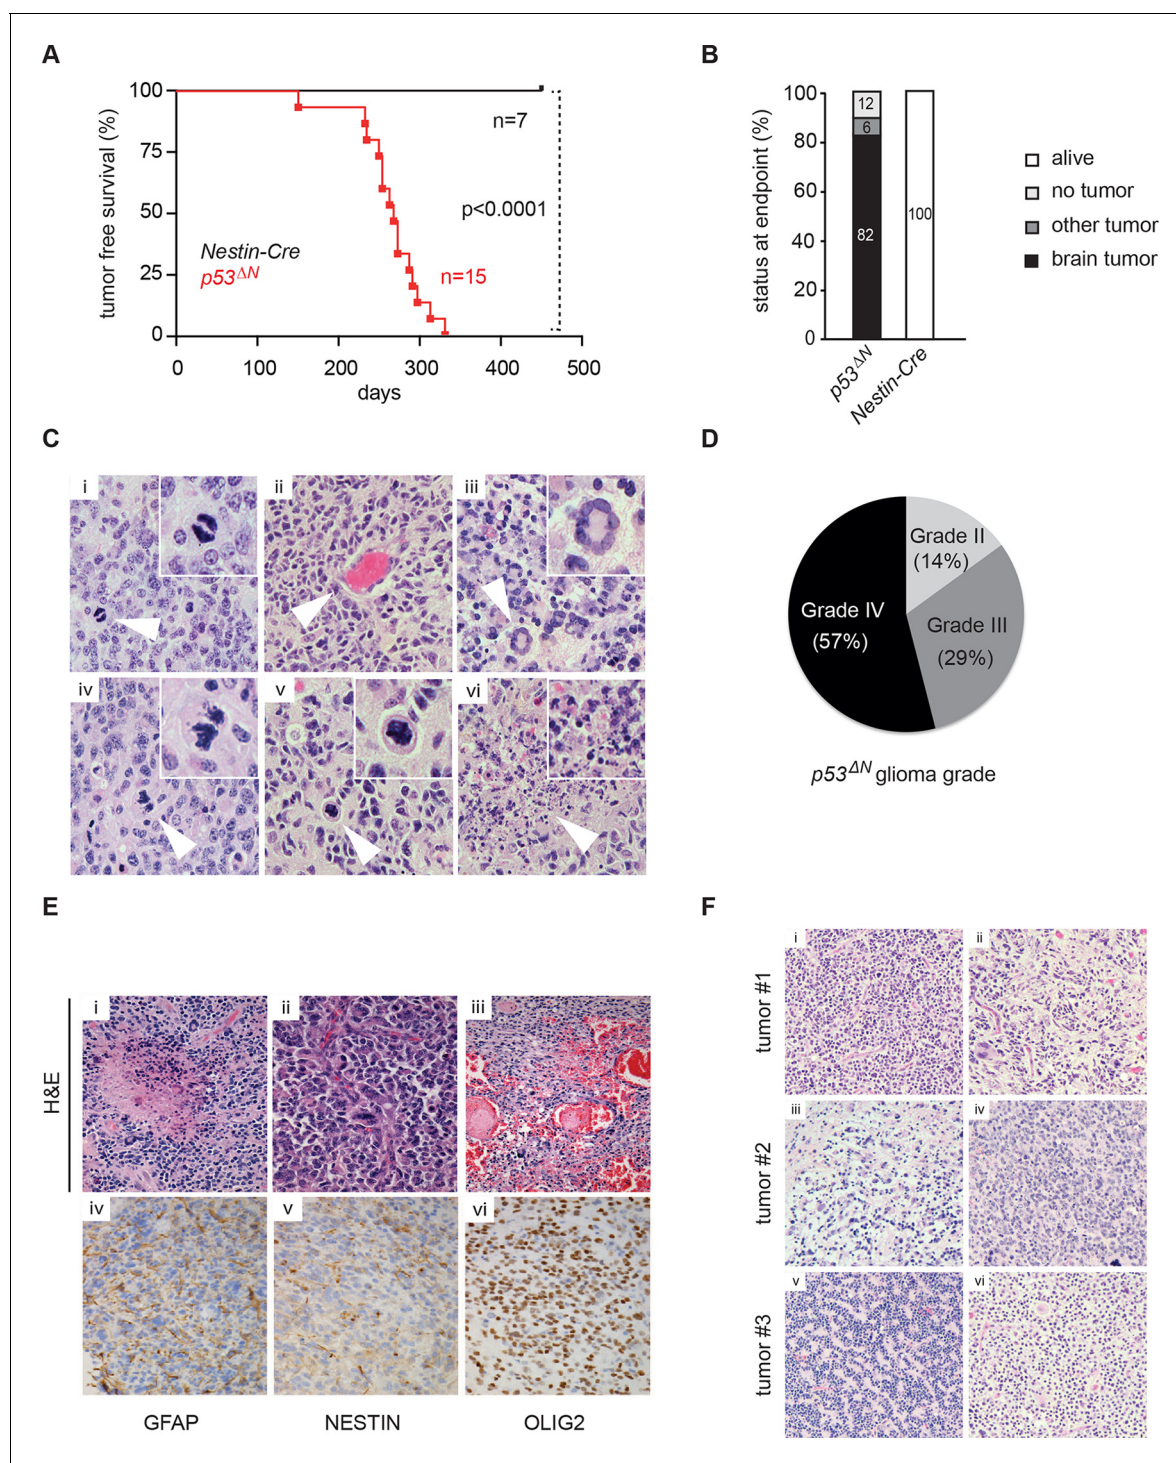 A
100
75
50
25
0
tumor free survival (%)
n=7
p<0.0001
Nestin-Cre
p53ΔN
n=15
0 100 200 300 400 500
days
B
100
80
60
40
20
0
status at endpoint (%)
12
6
82
100
p53ΔN
Nestin-Cre
alive
no tumor
other tumor
brain tumor
C
i
ii
iii
iv
v
vi
D
Grade II
(14%)
Grade III
(29%)
Grade IV
(57%)
p53ΔN glioma grade
E
H&E
i
ii
iii
iv
v
vi
GFAP
NESTIN
OLIG2
F
tumor #1
i
ii
tumor #2
iii
iv
tumor #3
v
vi